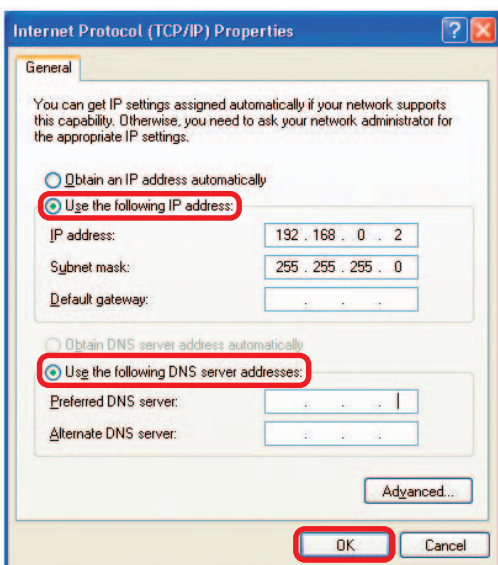 Internet Protocol (TCP/IP) Properties
General
You can get IP settings assigned automatically if your network supports
this capability. Otherwise, you need to ask your network administrator for
the appropriate IP settings.
Obtain an IP address automatically
Use the following IP address:
IP address: 192 . 168 . 0 . 2
Subnet mask: 255 . 255 . 255 . 0
Default gateway: . . .
Obtain DNS server address automatically
Use the following DNS server addresses:
Preferred DNS server: . . .
Alternate DNS server: . . .
Advanced...
OK Cancel